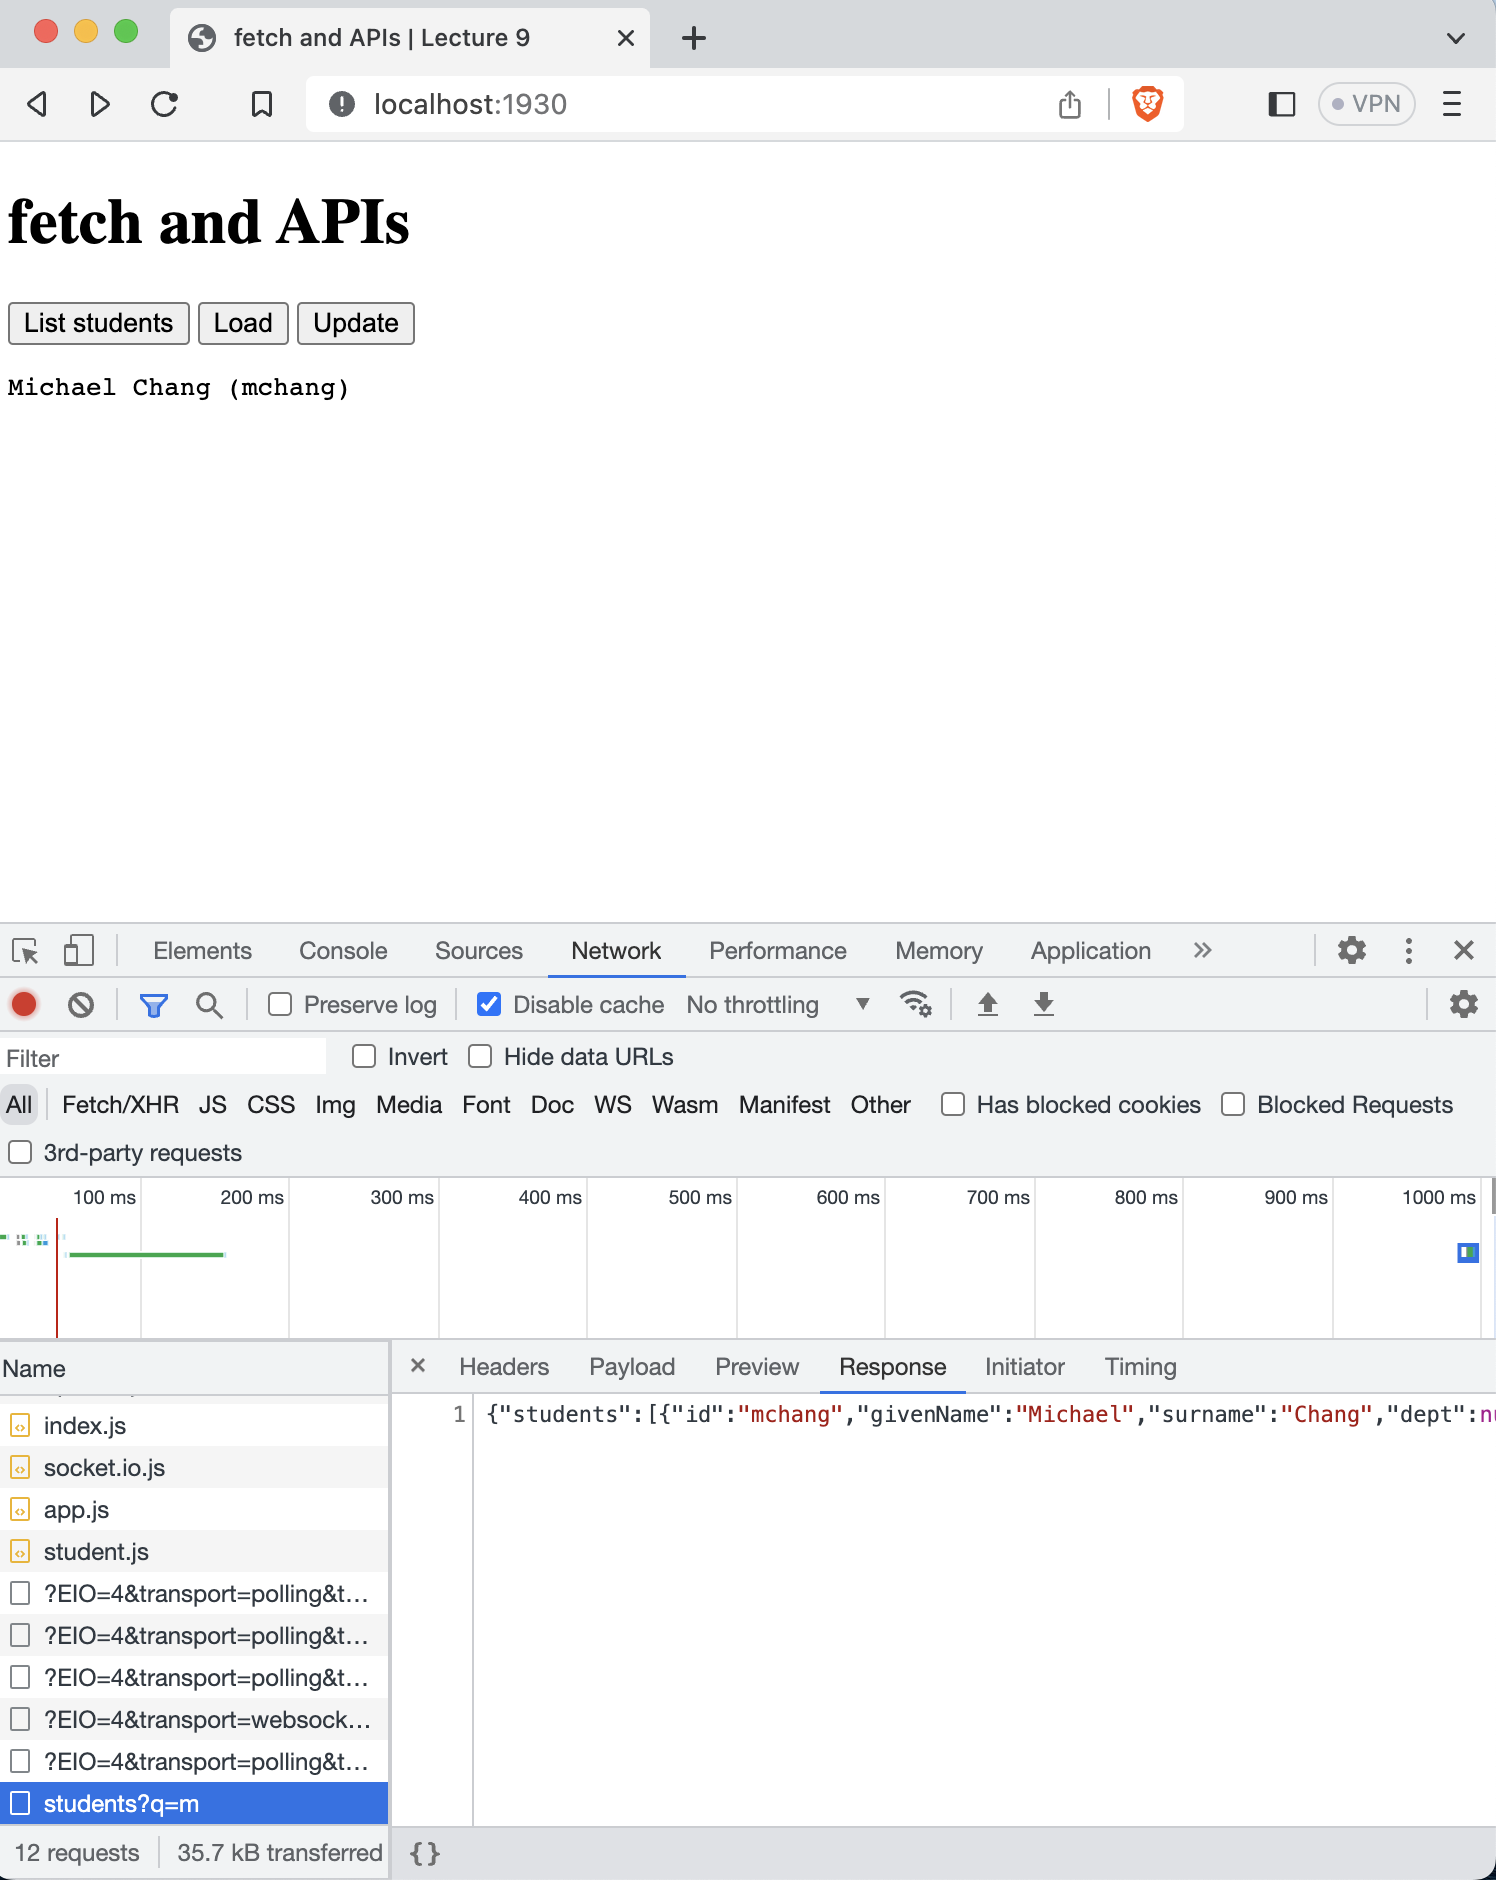 fetch and APIs | Lecture 9
localhost:1930
VPN
fetch and APIs
List students Load Update
Michael Chang (mchang)
Elements Console Sources Network Performance Memory Application
Preserve log Disable cache No throttling
Filter Invert Hide data URLs
All Fetch/XHR JS CSS Img Media Font Doc WS Wasm Manifest Other Has blocked cookies Blocked Requests
3rd-party requests
100 ms 200 ms 300 ms 400 ms 500 ms 600 ms 700 ms 800 ms 900 ms 1000 ms
Name
Headers Payload Preview Response Initiator Timing
1 {"students":[{"id":"mchang","givenName":"Michael","surname":"Chang","dept":
index.js
socket.io.js
app.js
student.js
?EIO=4&transport=polling&t…
?EIO=4&transport=polling&t…
?EIO=4&transport=polling&t…
?EIO=4&transport=websock…
?EIO=4&transport=polling&t…
students?q=m
12 requests 35.7 kB transferred {}